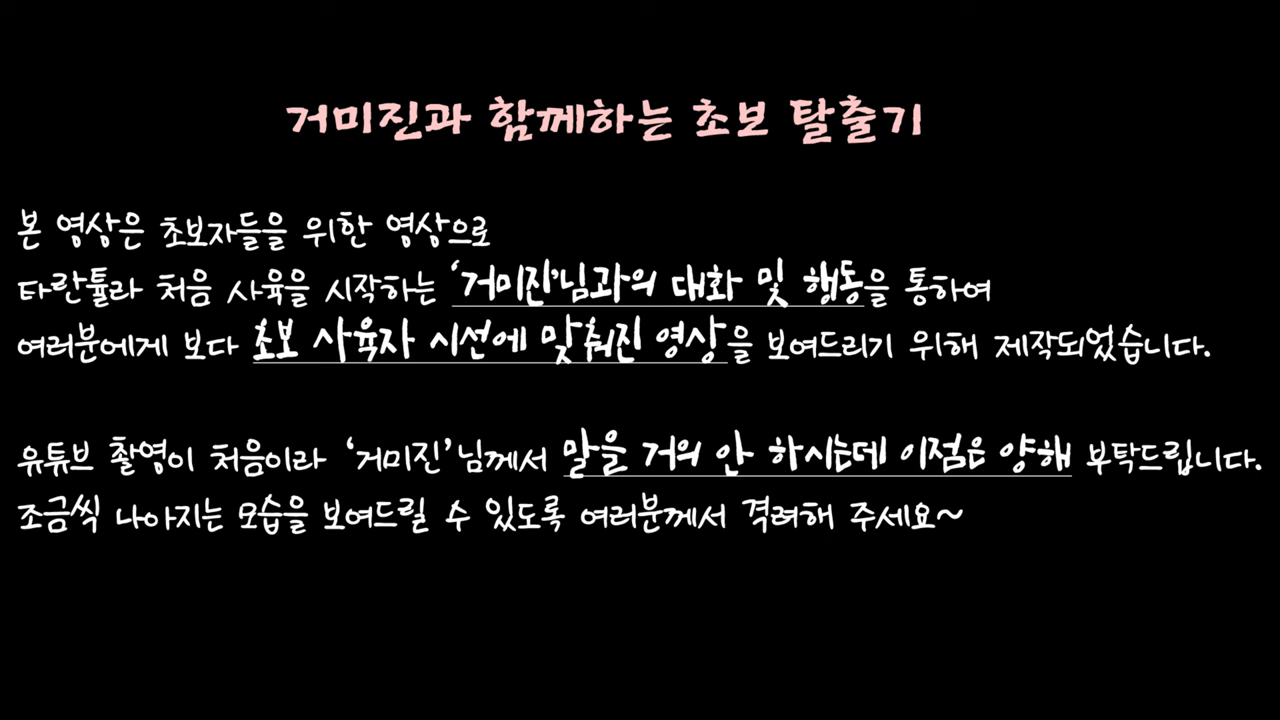 거미진과 함께하는 초보 탈출기
본 영상은 초보자들을 위한 영상으로
타란튤라 처음 사육을 시작하는 '거미진'님과의 대화 및 행동을 통하여
여러분에게 보다 초보 사육자 시선에 맞춰진 영상을 보여드리기 위해 제작되었습니다.
유튜브 촬영이 처음이라 '거미진'님께서 말을 거의 안 하시는데 이점은 양해 부탁드립니다.
조금씩 나아지는 모습을 보여드릴 수 있도록 여러분께서 격려해 주세요~